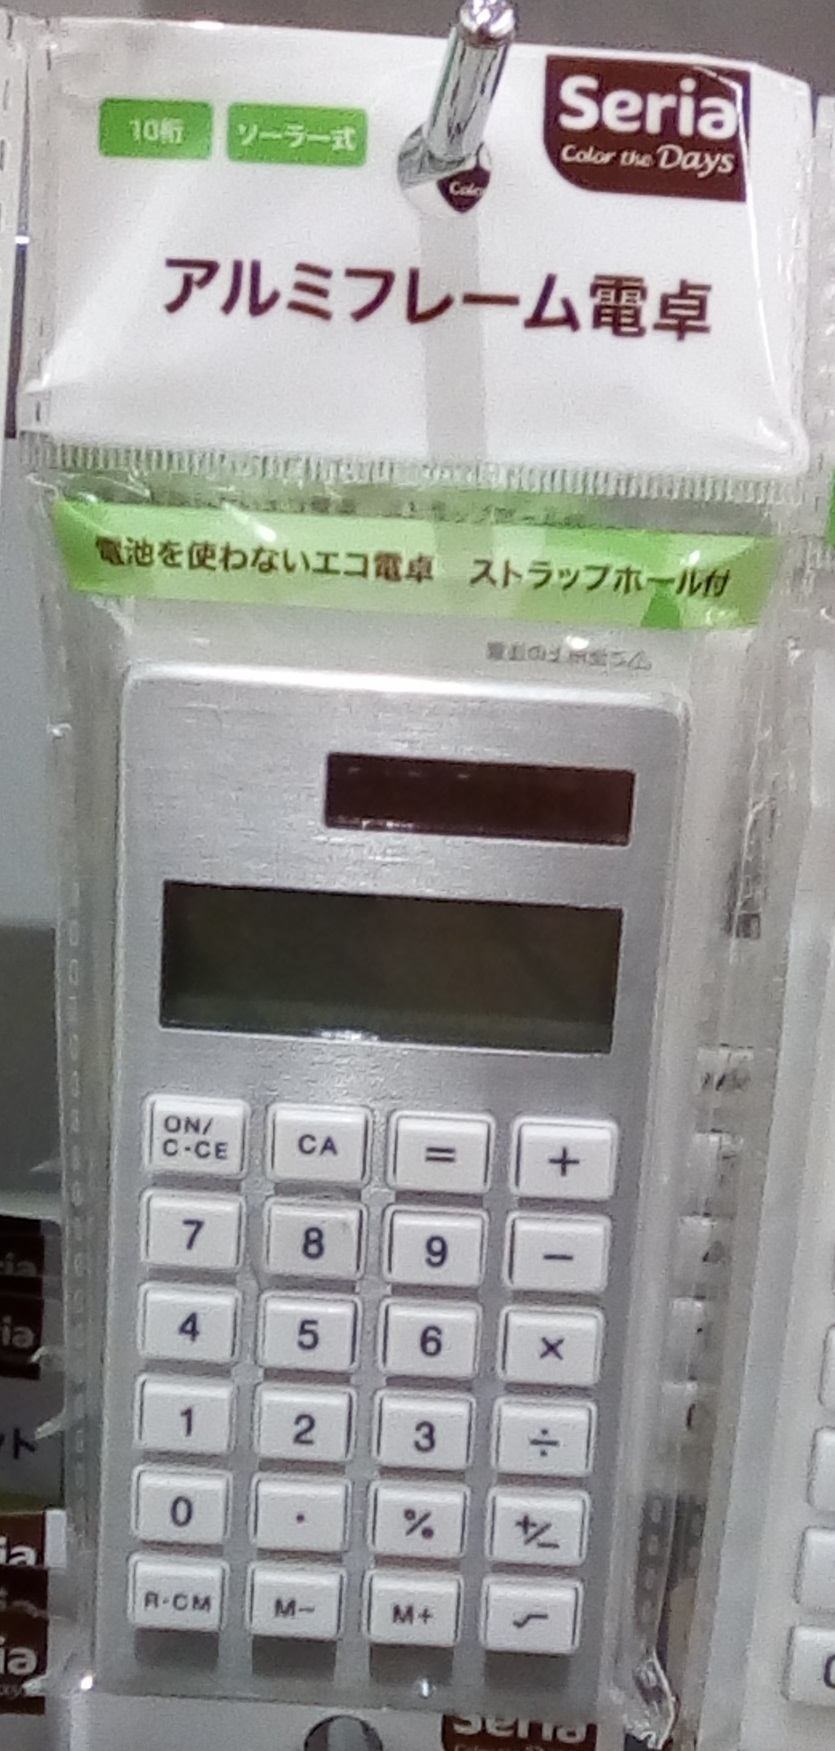 10桁 ソーラー式
Seria
Color the Days
アルミフレーム電卓
電池を使わないエコ電卓 ストラップホール付
ON/
C-CE CA = +
7 8 9 −
4 5 6 ×
1 2 3 ÷
0 . % +/−
R-CM M− M+ √
Seria